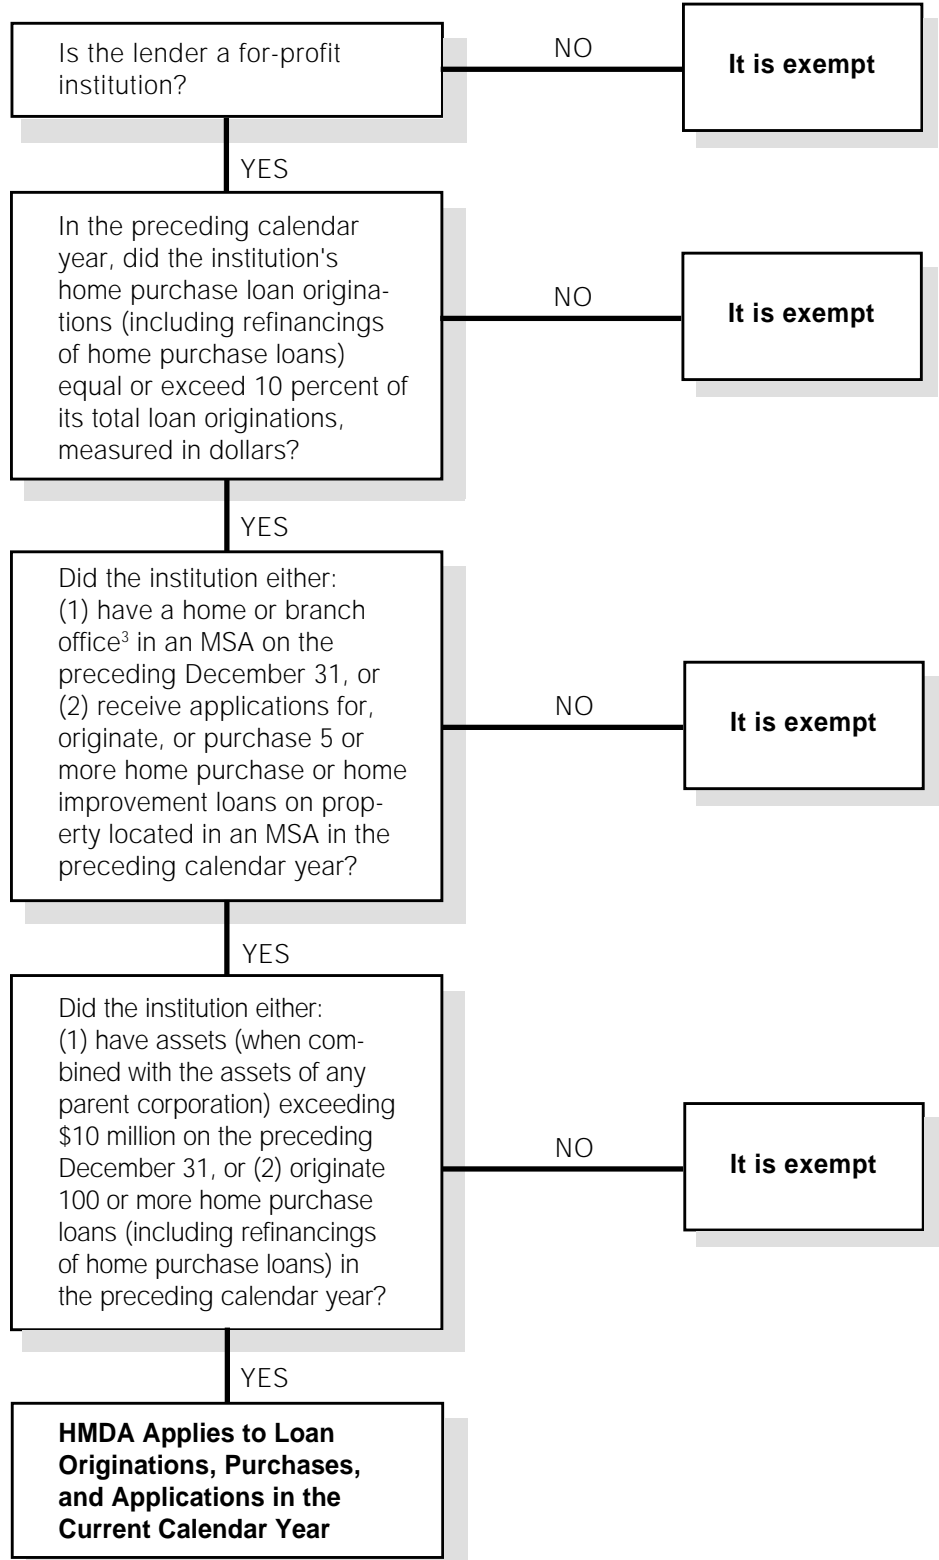 Is the lender a for-profit
institution?
NO
It is exempt
YES
In the preceding calendar
year, did the institution's
home purchase loan origina-
tions (including refinancings
of home purchase loans)
equal or exceed 10 percent of
its total loan originations,
measured in dollars?
NO
It is exempt
YES
Did the institution either:
(1) have a home or branch
office³ in an MSA on the
preceding December 31, or
(2) receive applications for,
originate, or purchase 5 or
more home purchase or home
improvement loans on prop-
erty located in an MSA in the
preceding calendar year?
NO
It is exempt
YES
Did the institution either:
(1) have assets (when com-
bined with the assets of any
parent corporation) exceeding
$10 million on the preceding
December 31, or (2) originate
100 or more home purchase
loans (including refinancings
of home purchase loans) in
the preceding calendar year?
NO
It is exempt
YES
HMDA Applies to Loan
Originations, Purchases,
and Applications in the
Current Calendar Year